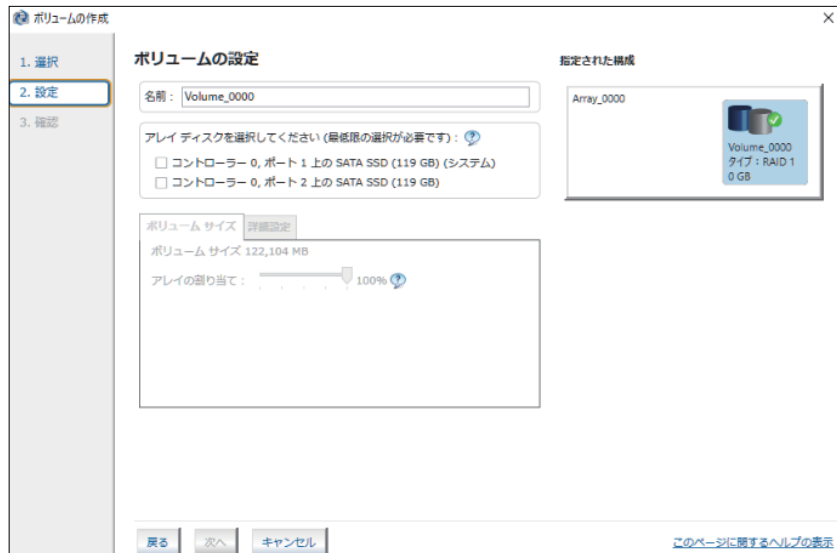 ボリュームの作成
1. 選択
2. 設定
3. 確認
ボリュームの設定
名前： Volume_0000
アレイ ディスクを選択してください (最低限の選択が必要です)：
コントローラー 0, ポート 1 上の SATA SSD (119 GB) (システム)
コントローラー 0, ポート 2 上の SATA SSD (119 GB)
ボリューム サイズ 詳細設定
ボリューム サイズ 122,104 MB
アレイの割り当て： 100%
指定された構成
Array_0000
Volume_0000
タイプ：RAID 1
0 GB
戻る 次へ キャンセル
このページに関するヘルプの表示